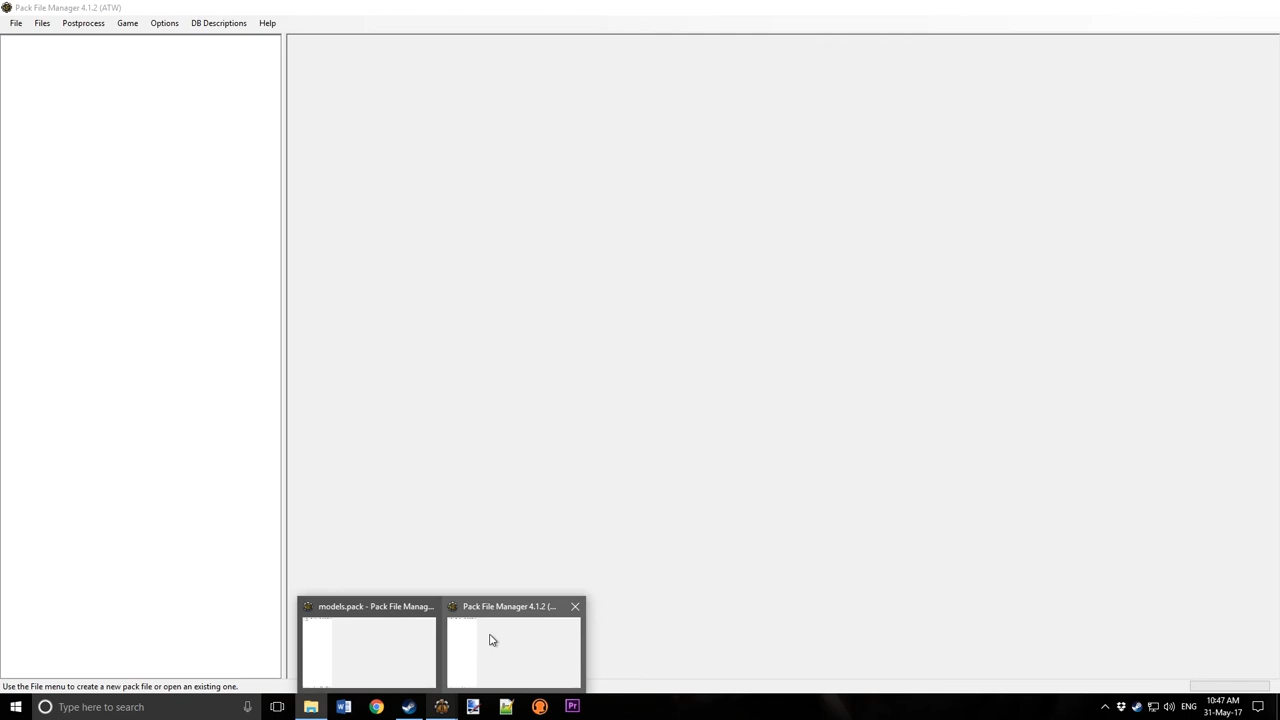 Pack File Manager 4.1.2 (ATW)
File Files Postprocess Game Options DB Descriptions Help
models.pack - Pack File Manag... Pack File Manager 4.1.2 (...
Use the File menu to create a new pack file or open an existing one.
Type here to search
W
Pr
ENG
10:47 AM
31-May-17